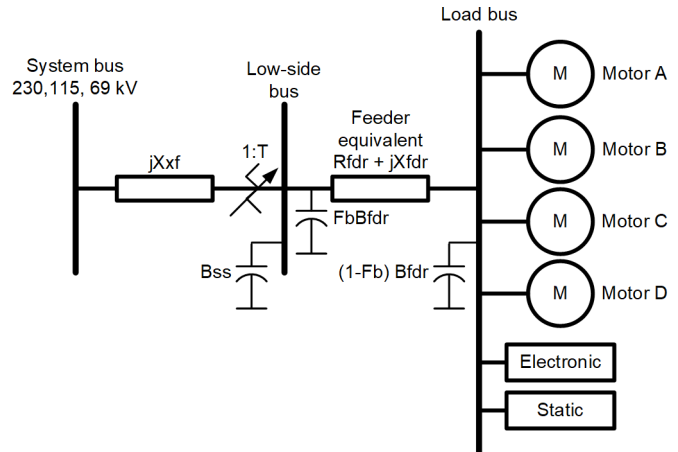 Load bus
System bus
230,115, 69 kV
Low-side
bus
Feeder
equivalent
Rfdr + jXfdr
1:T
jXxf
FbBfdr
Bss
(1-Fb) Bfdr
M
Motor A
M
Motor B
M
Motor C
M
Motor D
Electronic
Static